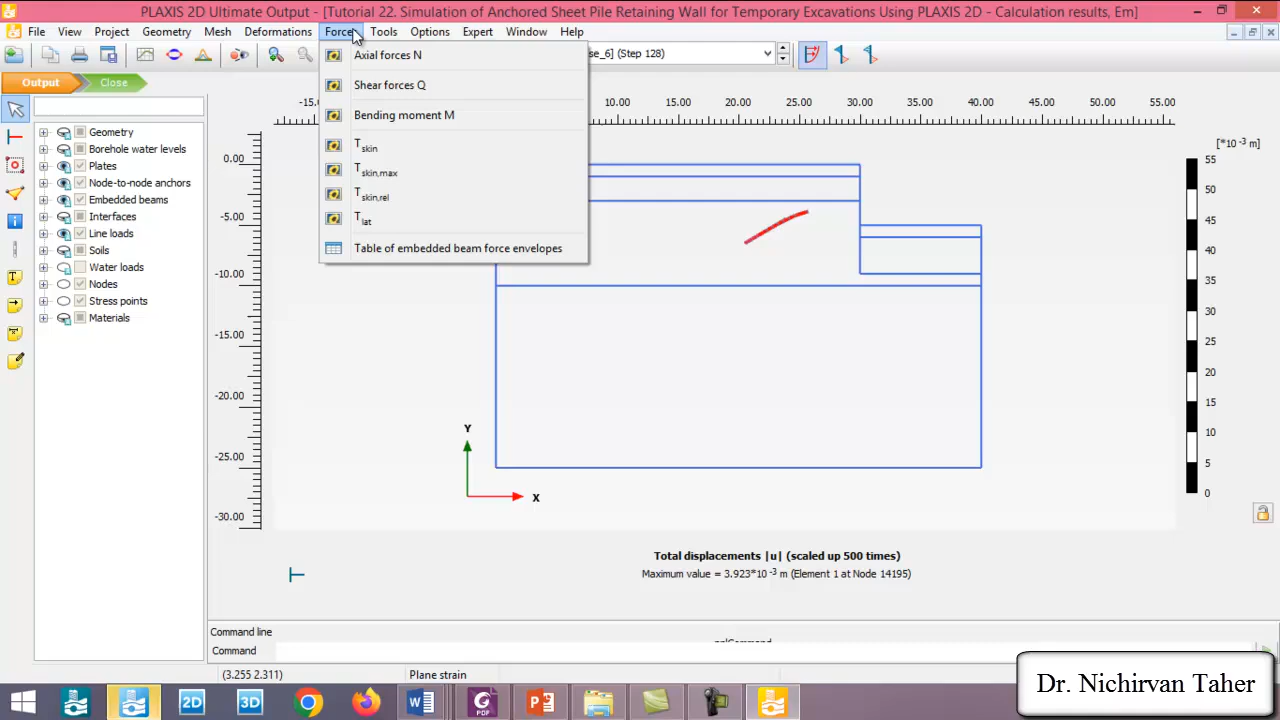 PLAXIS 2D Ultimate Output - [Tutorial 22. Simulation of Anchored Sheet Pile Retaining Wall for Temporary Excavations Using PLAXIS 2D - Calculation results, Em]
File View Project Geometry Mesh Deformations Forces Tools Options Expert Window Help
se_6] (Step 128)
Output Close
Axial forces N
Shear forces Q
Bending moment M
Tskin
Tskin,max
Tskin,rel
Tlat
Table of embedded beam force envelopes
Geometry
Borehole water levels
Plates
Node-to-node anchors
Embedded beams
Interfaces
Line loads
Soils
Water loads
Nodes
Stress points
Materials
-15. 10.00 15.00 20.00 25.00 30.00 35.00 40.00 45.00 50.00 55.00
0.00
-5.00
-10.00
-15.00
-20.00
-25.00
-30.00
Y
X
[*10 -3 m]
55
50
45
40
35
30
25
20
15
10
5
0
Total displacements |u| (scaled up 500 times)
Maximum value = 3.923*10 -3 m (Element 1 at Node 14195)
Command line
Command
(3.255 2.311) Plane strain
2D 3D PDF
Dr. Nichirvan Taher